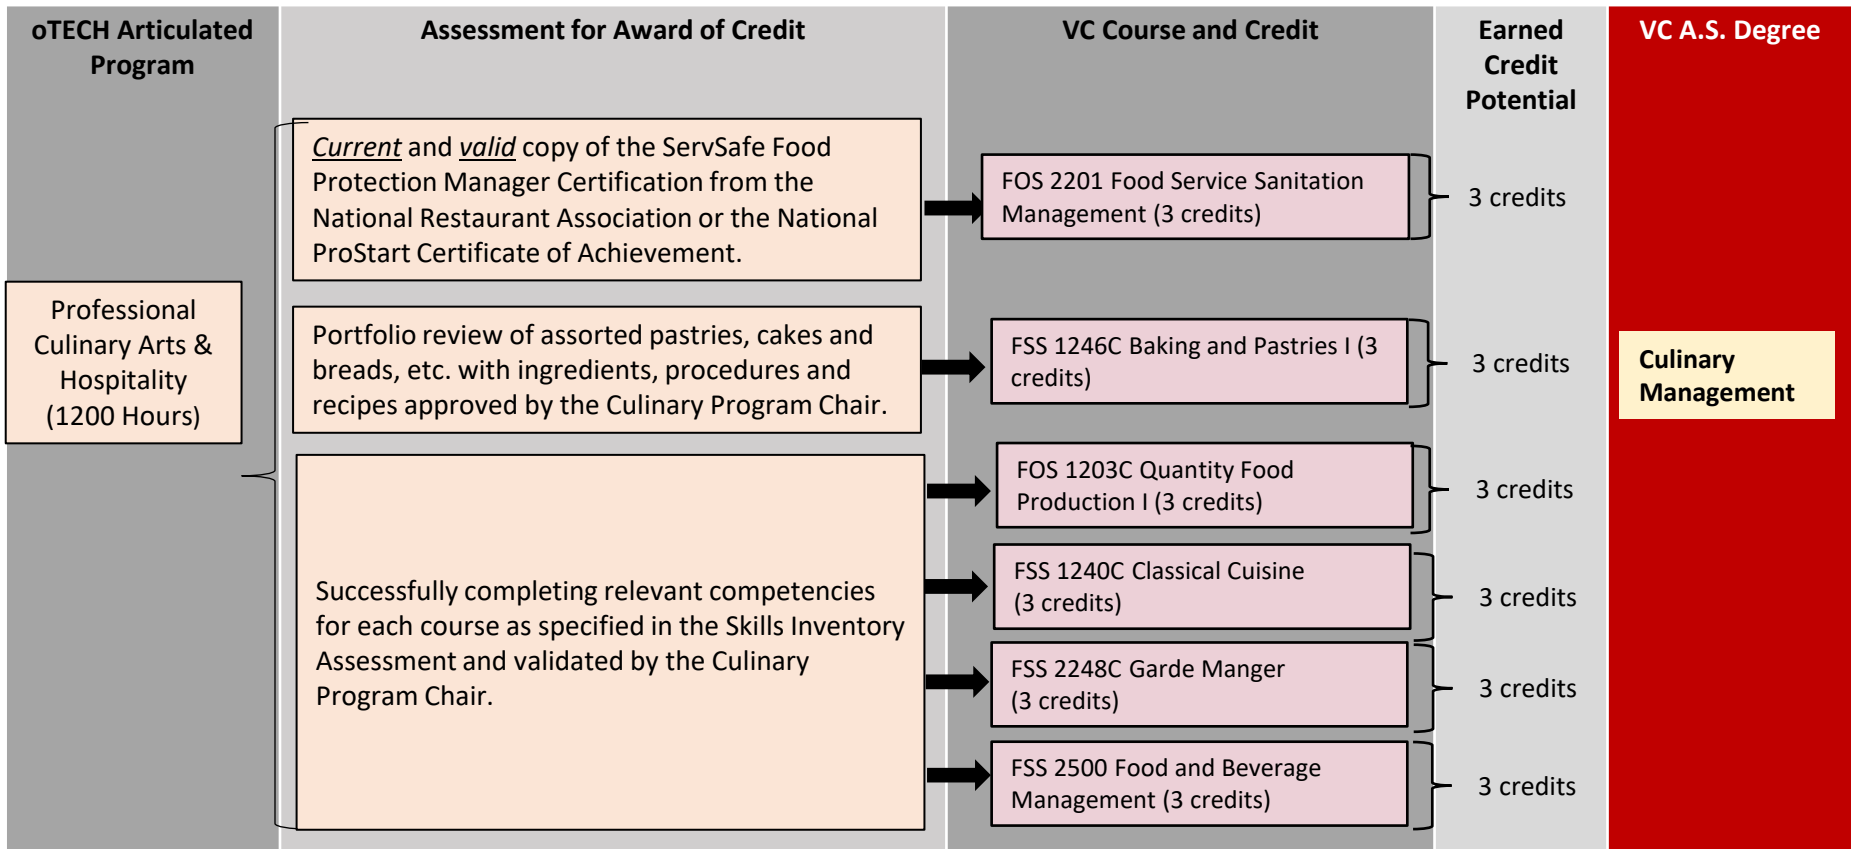 oTECH Articulated
Program
Assessment for Award of Credit
VC Course and Credit
Earned
Credit
Potential
VC A.S. Degree
Professional
Culinary Arts &
Hospitality
(1200 Hours)
Current and valid copy of the ServSafe Food
Protection Manager Certification from the
National Restaurant Association or the National
ProStart Certificate of Achievement.
FOS 2201 Food Service Sanitation
Management (3 credits)
3 credits
Portfolio review of assorted pastries, cakes and
breads, etc. with ingredients, procedures and
recipes approved by the Culinary Program Chair.
FSS 1246C Baking and Pastries I (3
credits)
3 credits
Successfully completing relevant competencies
for each course as specified in the Skills Inventory
Assessment and validated by the Culinary
Program Chair.
FOS 1203C Quantity Food
Production I (3 credits)
3 credits
FSS 1240C Classical Cuisine
(3 credits)
3 credits
FSS 2248C Garde Manger
(3 credits)
3 credits
FSS 2500 Food and Beverage
Management (3 credits)
3 credits
Culinary
Management